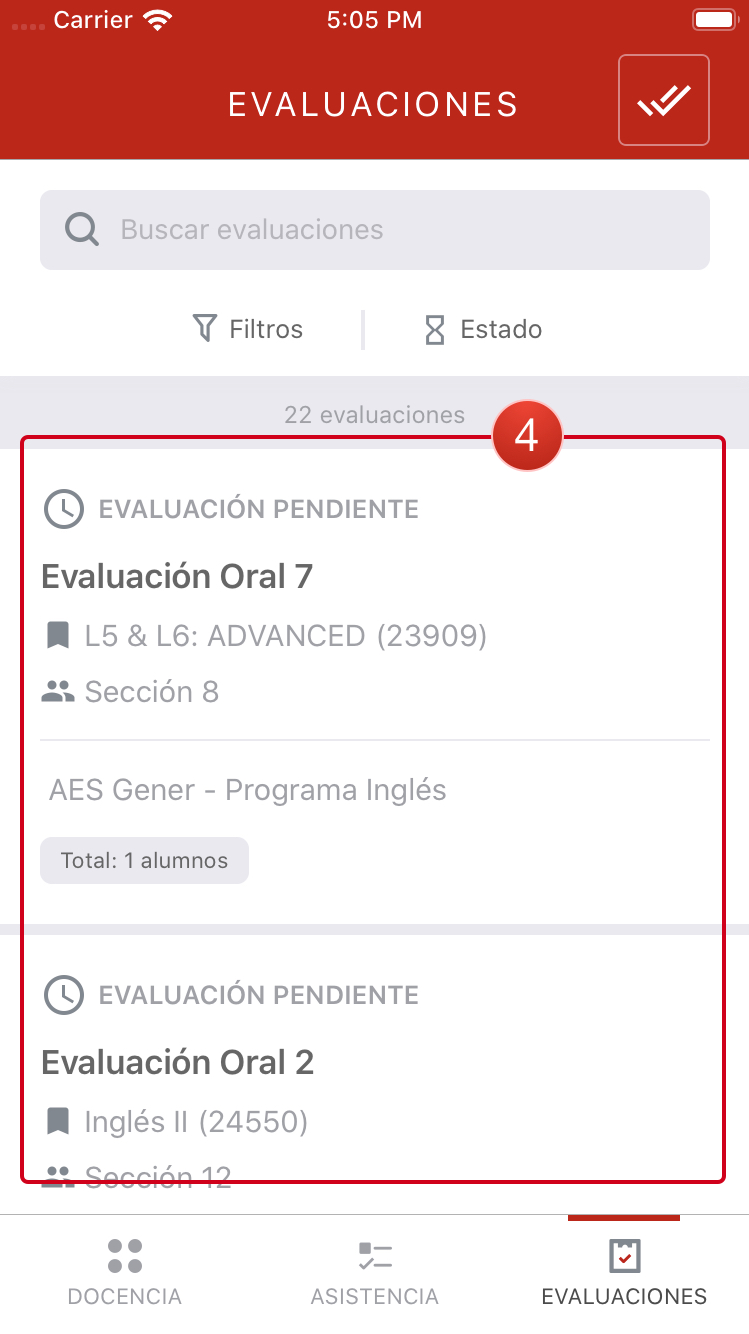 Carrier 5:05 PM
EVALUACIONES
Buscar evaluaciones
Filtros Estado
22 evaluaciones
4
EVALUACIÓN PENDIENTE
Evaluación Oral 7
L5 & L6: ADVANCED (23909)
Sección 8
AES Gener - Programa Inglés
Total: 1 alumnos
EVALUACIÓN PENDIENTE
Evaluación Oral 2
Inglés II (24550)
Sección 12
DOCENCIA ASISTENCIA EVALUACIONES